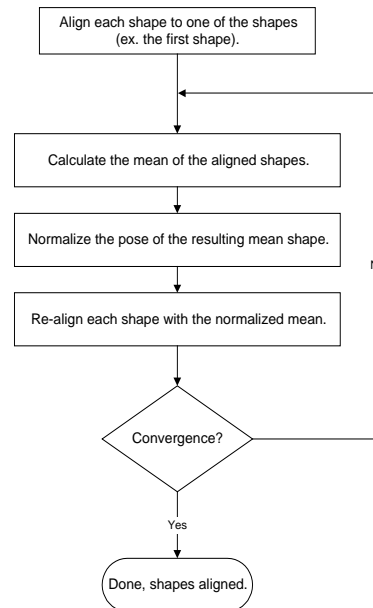 Align each shape to one of the shapes
(ex. the first shape).
Calculate the mean of the aligned shapes.
Normalize the pose of the resulting mean shape.
Re-align each shape with the normalized mean.
Convergence?
Yes
Done, shapes aligned.